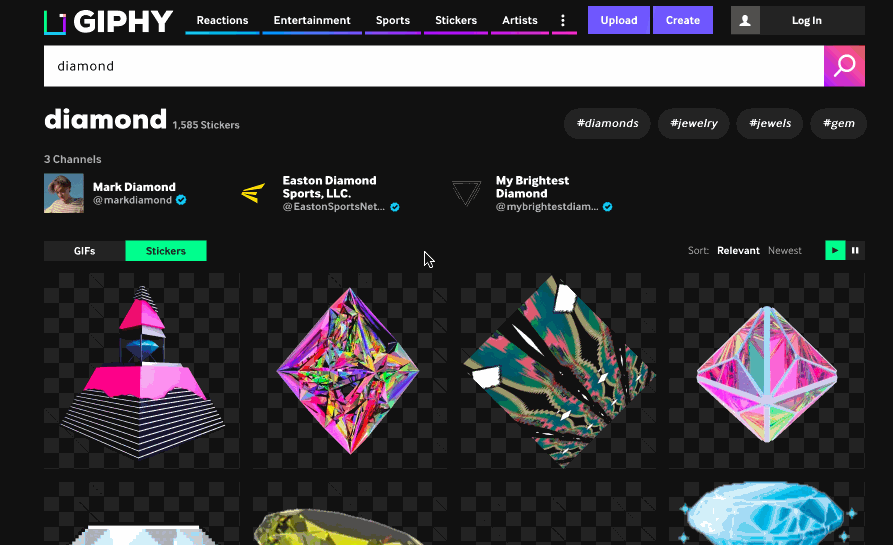 GIPHY
Reactions
Entertainment
Sports
Stickers
Artists
Upload
Create
Log In
diamond
diamond 1,585 Stickers
#diamonds
#jewelry
#jewels
#gem
3 Channels
Mark Diamond
@markdiamond
Easton Diamond
Sports, LLC.
@EastonSportsNet...
My Brightest
Diamond
@mybrightestdiam...
GIFs
Stickers
Sort: Relevant Newest